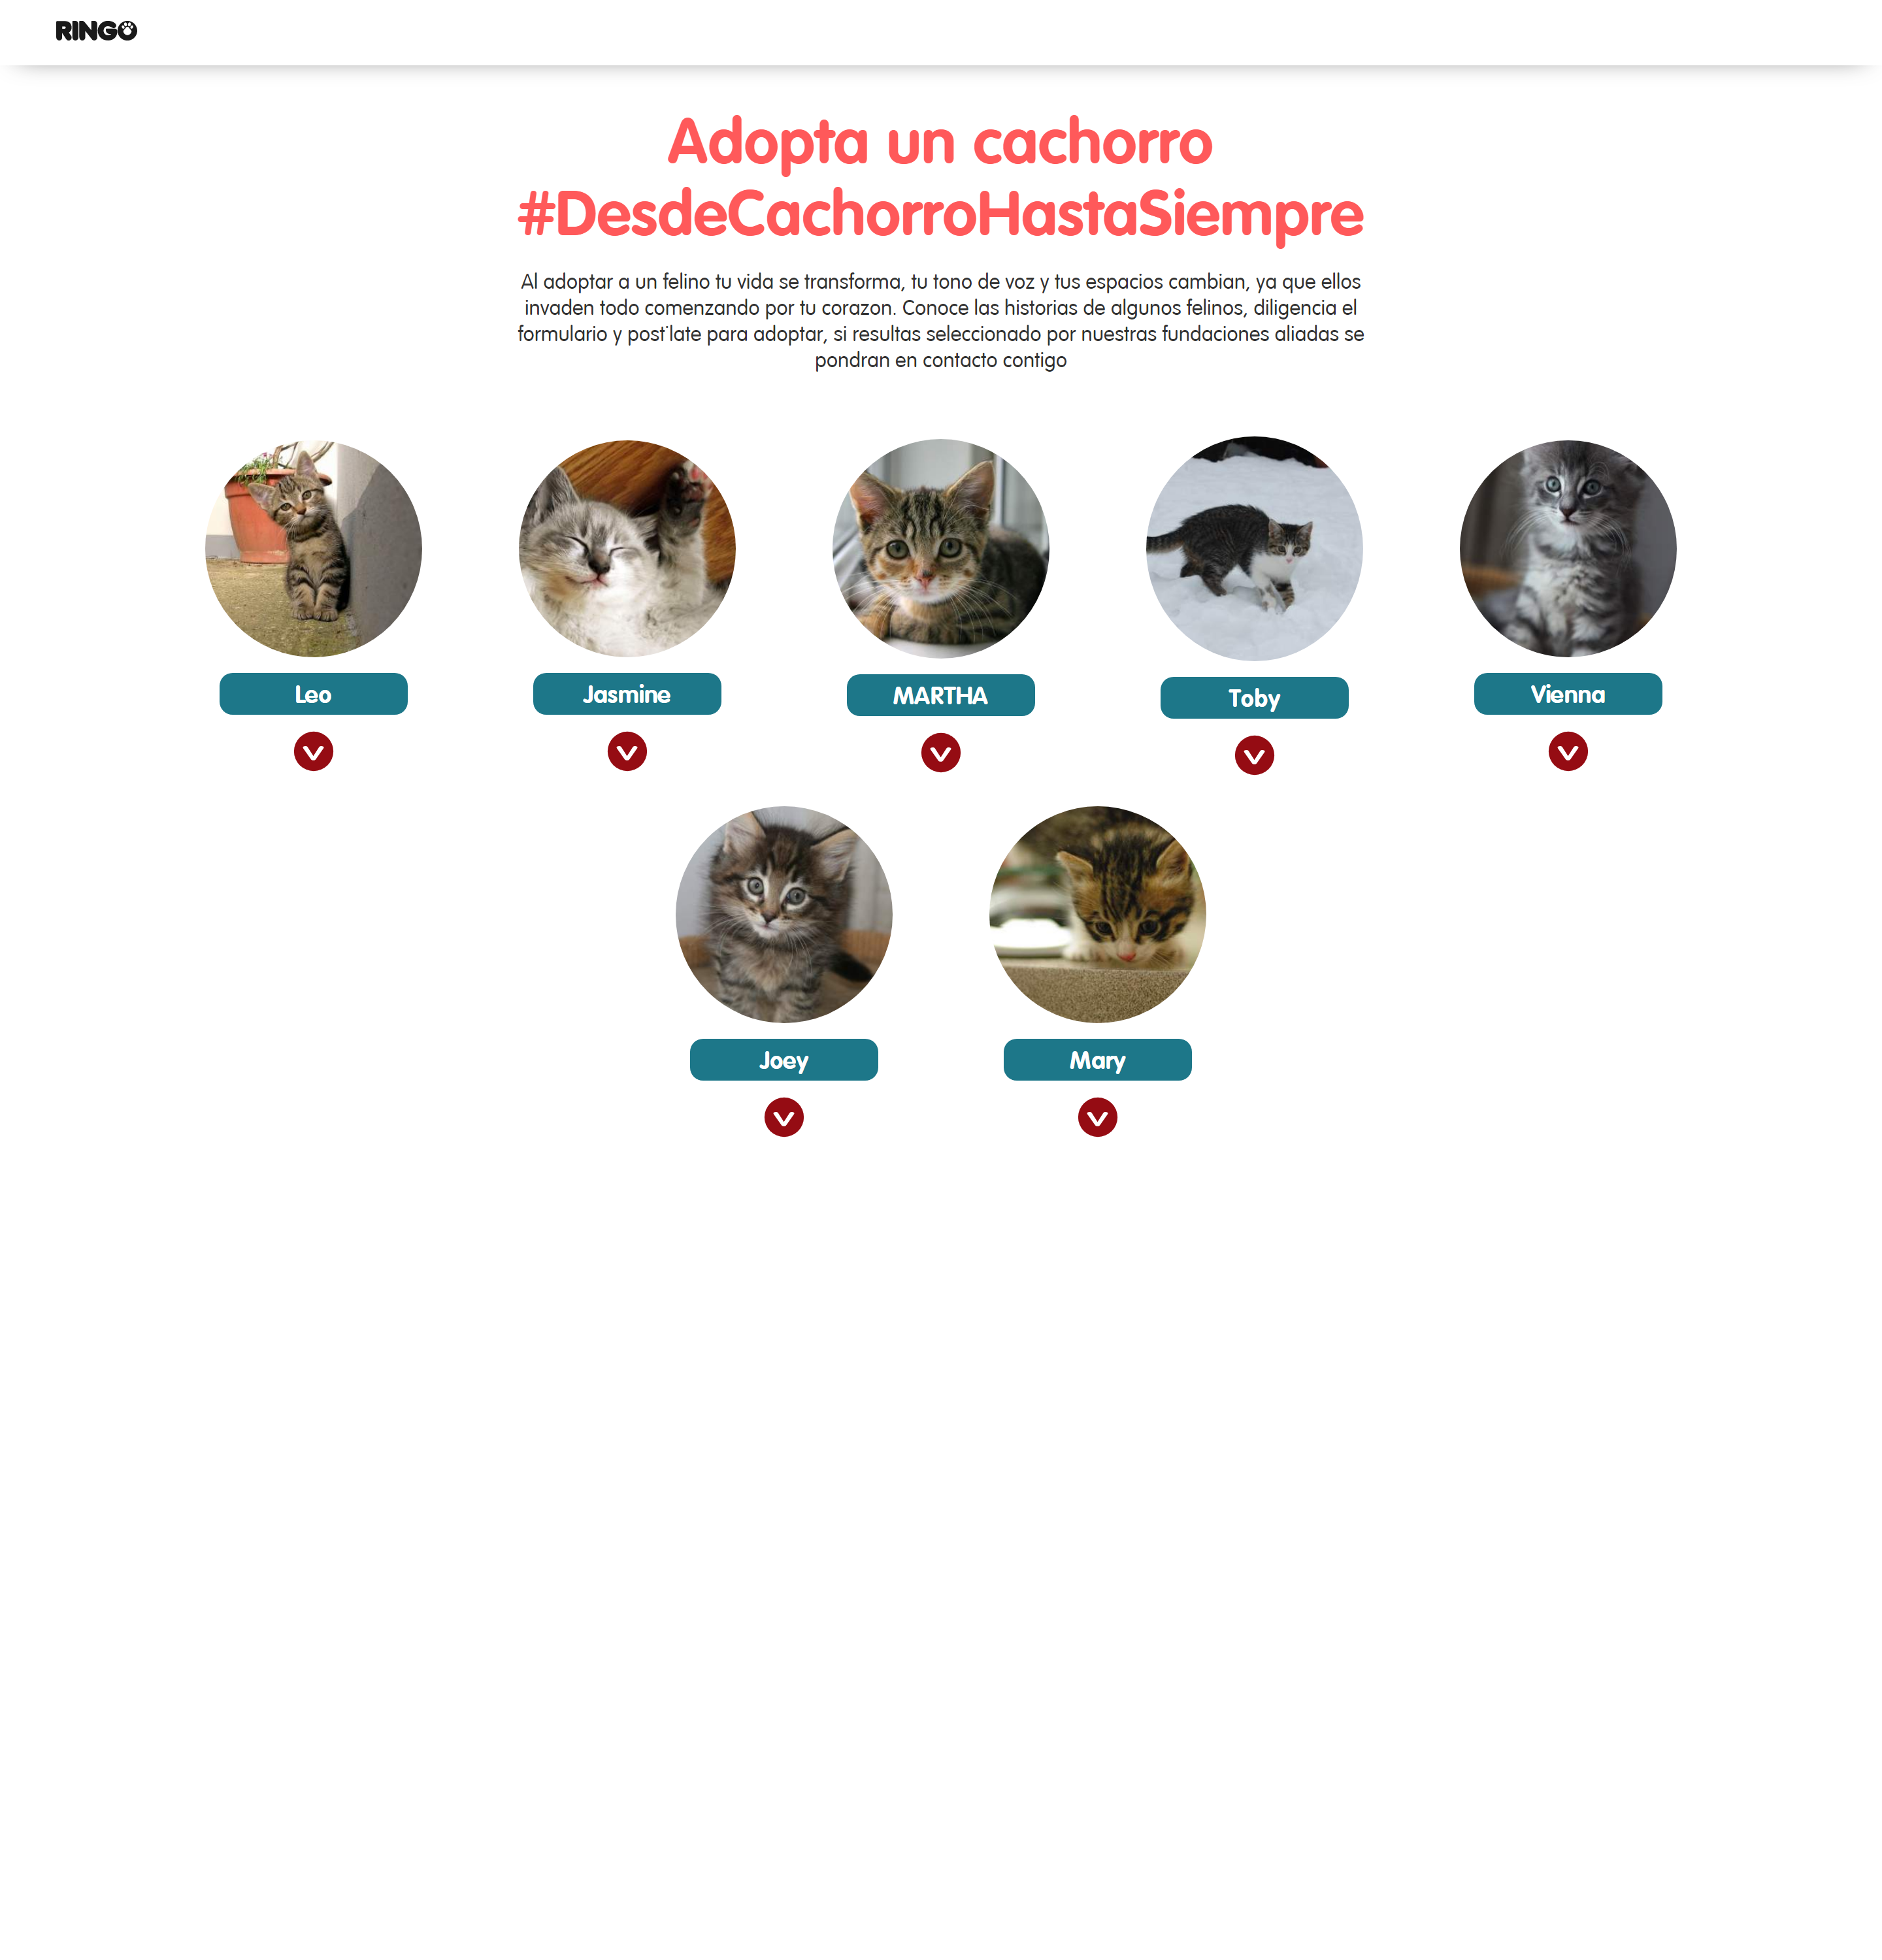 RINGO
Adopta un cachorro
#DesdeCachorroHastaSiempre
Al adoptar a un felino tu vida se transforma, tu tono de voz y tus espacios cambian, ya que ellos
invaden todo comenzando por tu corazon. Conoce las historias de algunos felinos, diligencia el
formulario y post´late para adoptar, si resultas seleccionado por nuestras fundaciones aliadas se
pondran en contacto contigo
Leo
Jasmine
MARTHA
Toby
Vienna
Joey
Mary